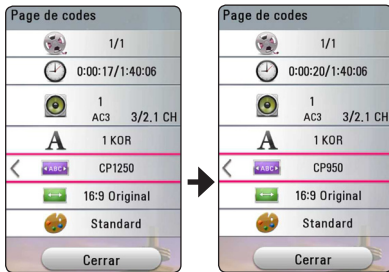 Page de codes
1/1
0:00:17/1:40:06
1
AC3 3/2.1 CH
A 1 KOR
ABC CP1250
16:9 Original
Standard
Cerrar
Page de codes
1/1
0:00:20/1:40:06
1
AC3 3/2.1 CH
A 1 KOR
ABC CP950
16:9 Original
Standard
Cerrar